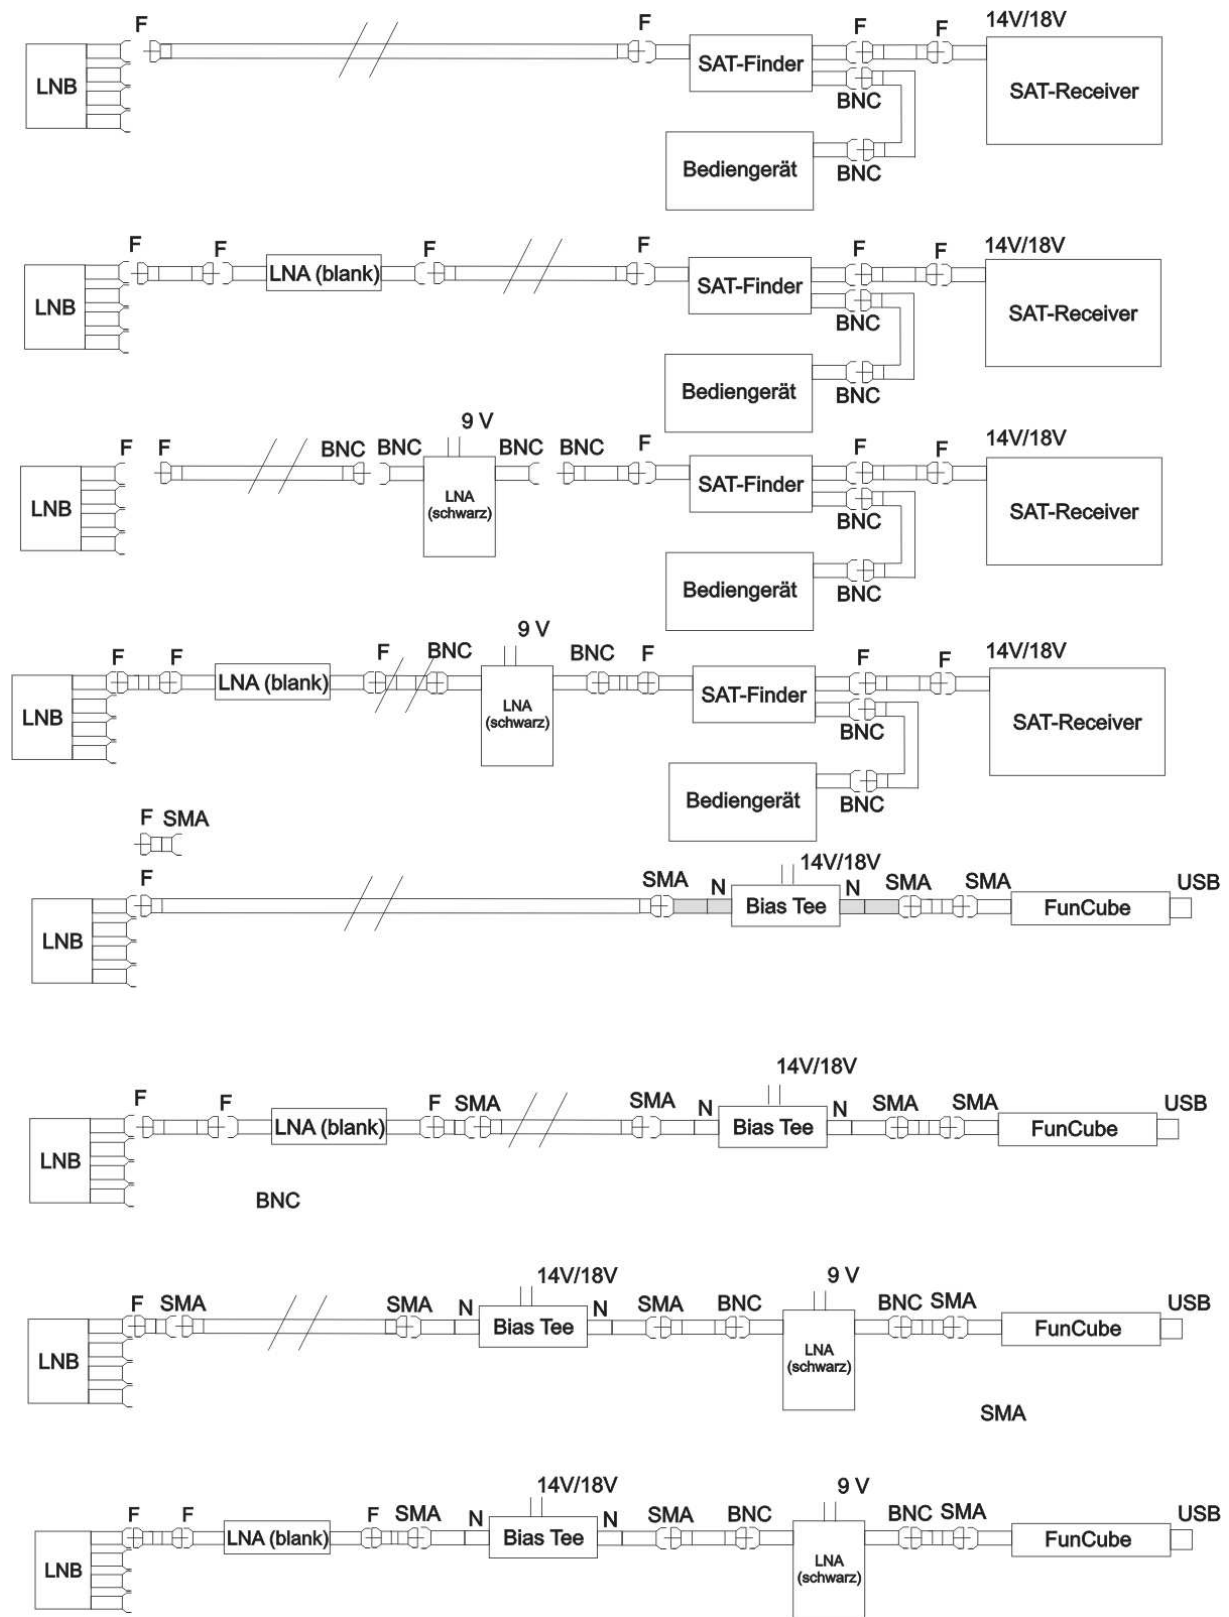 F F F F 14V/18V
LNB SAT-Finder SAT-Receiver
BNC
Bediengerät
BNC
F F F F F F 14V/18V
LNB LNA (blank) SAT-Finder SAT-Receiver
BNC
Bediengerät
BNC
9 V
F F BNC BNC BNC BNC F F F 14V/18V
LNB LNA SAT-Finder SAT-Receiver
(schwarz)
BNC
Bediengerät
BNC
9 V
F F F BNC BNC F F F 14V/18V
LNB LNA (blank) LNA SAT-Finder SAT-Receiver
(schwarz)
BNC
Bediengerät
BNC
F SMA
14V/18V
F SMA N N SMA SMA USB
LNB Bias Tee FunCube
14V/18V
F F F SMA SMA N N SMA SMA USB
LNB LNA (blank) Bias Tee FunCube
BNC
14V/18V 9 V
F SMA SMA N N SMA BNC BNC SMA USB
LNB Bias Tee LNA FunCube
(schwarz)
SMA
14V/18V 9 V
F F F SMA N N SMA BNC BNC SMA USB
LNB LNA (blank) Bias Tee LNA FunCube
(schwarz)